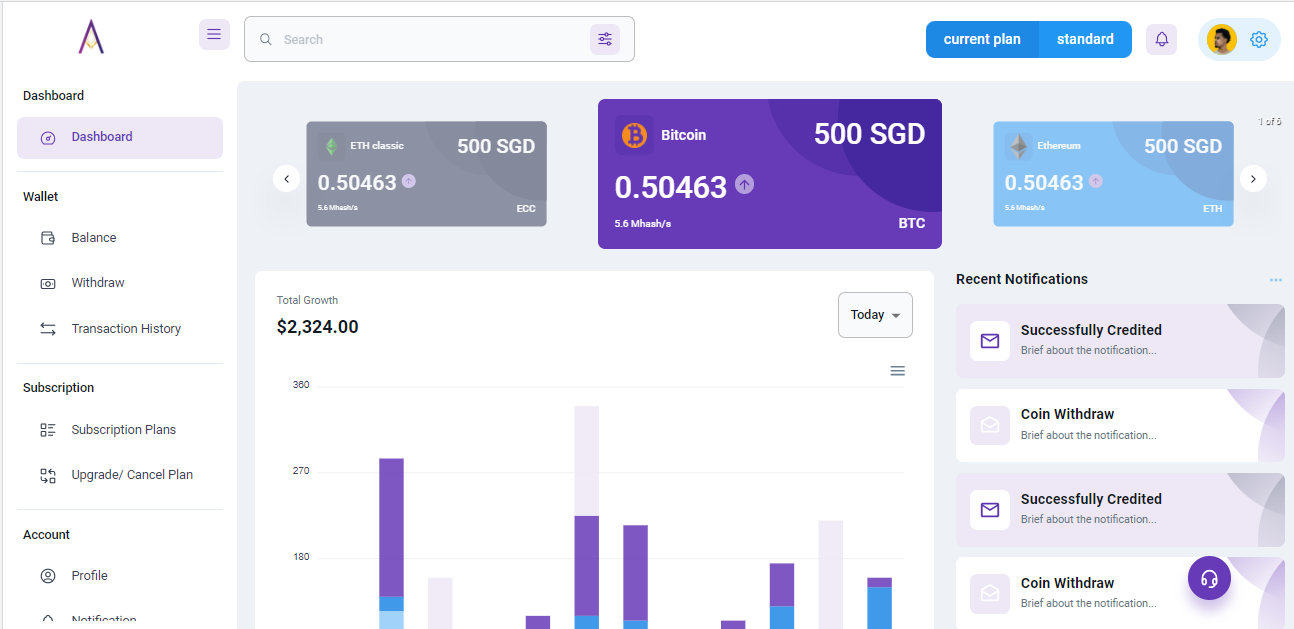 Search
current plan
standard
Dashboard
Dashboard
Wallet
Balance
Withdraw
Transaction History
Subscription
Subscription Plans
Upgrade/ Cancel Plan
Account
Profile
Notification
ETH classic
500 SGD
0.50463
5.6 Mhash/s
ECC
Bitcoin
500 SGD
0.50463
5.6 Mhash/s
BTC
Ethereum
500 SGD
0.50463
5.6 Mhash/s
ETH
1 of 6
Total Growth
$2,324.00
Today
360
270
180
Recent Notifications
Successfully Credited
Brief about the notification...
Coin Withdraw
Brief about the notification...
Successfully Credited
Brief about the notification...
Coin Withdraw
Brief about the notification...